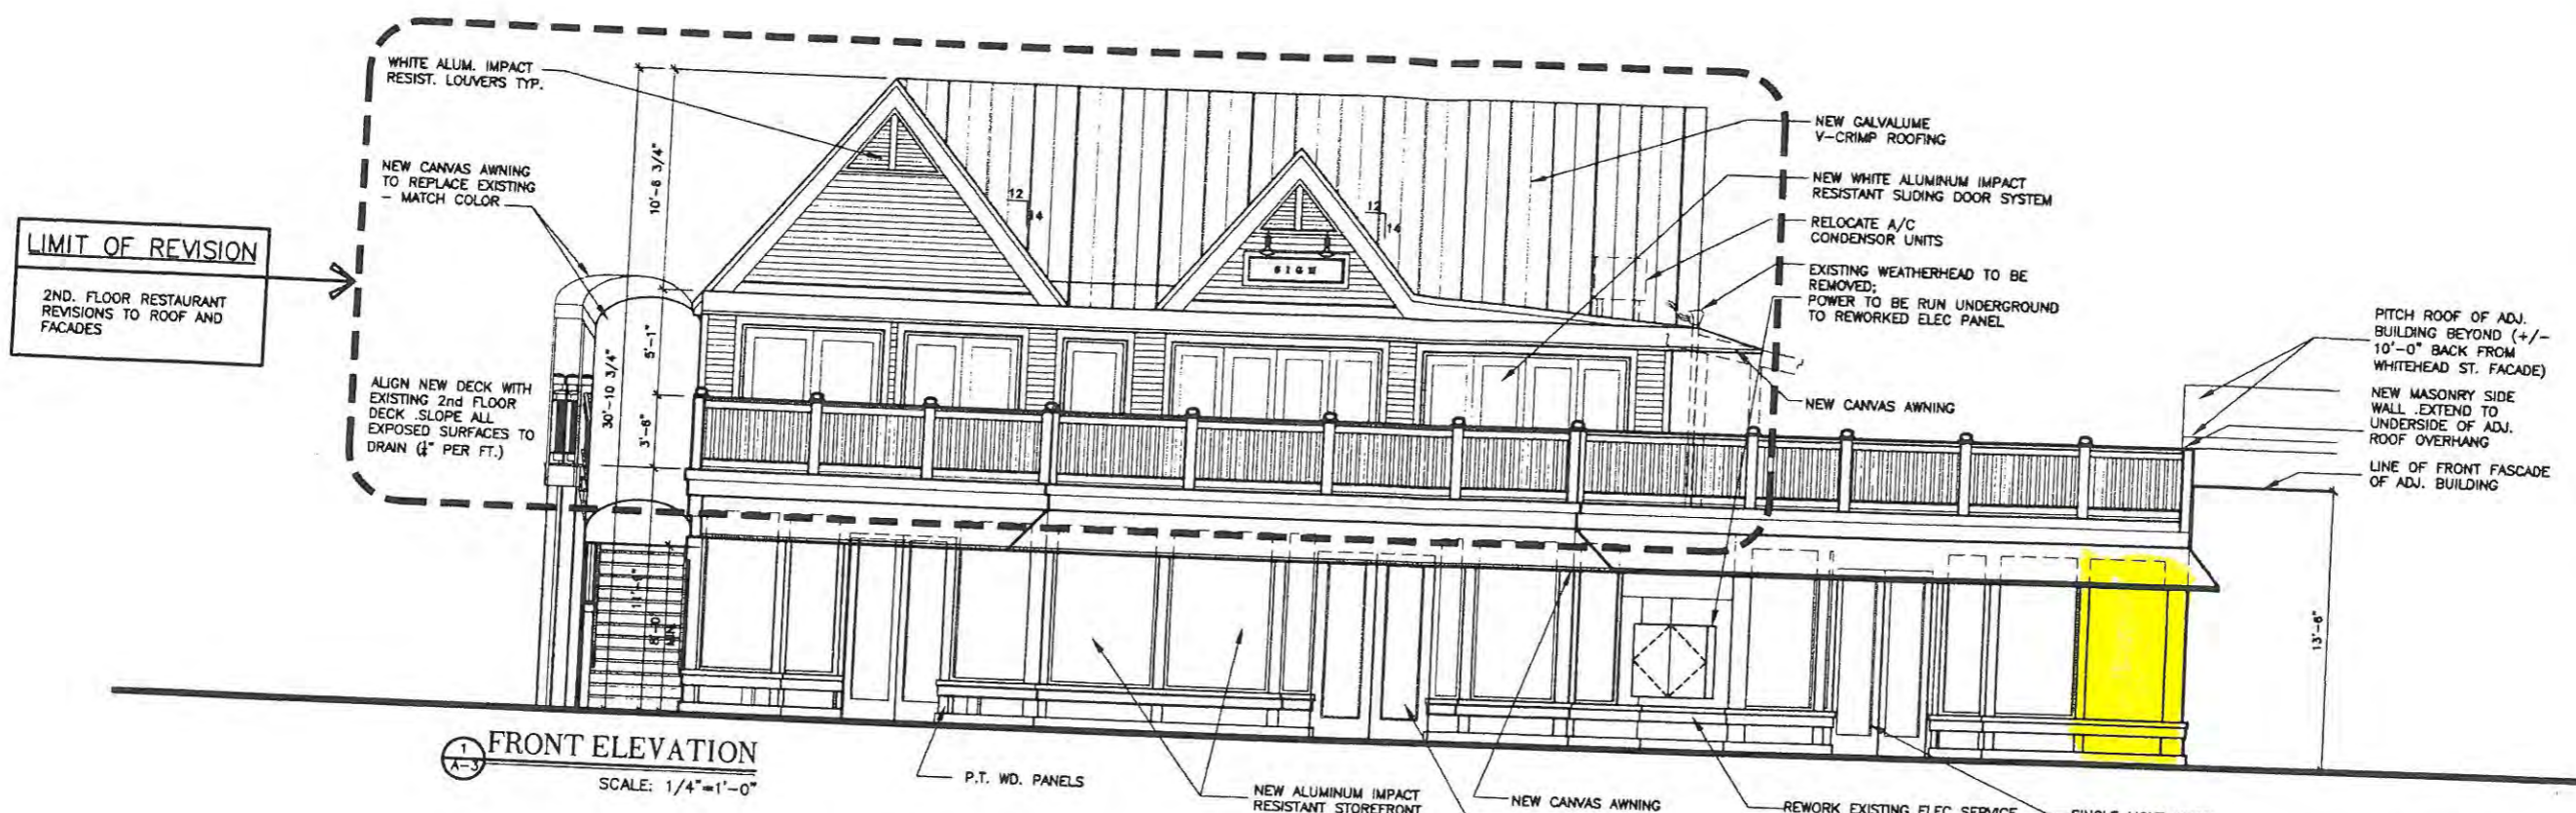 WHITE ALUM. IMPACT
RESIST. LOUVERS TYP.
NEW CANVAS AWNING
TO REPLACE EXISTING
- MATCH COLOR
LIMIT OF REVISION
2ND. FLOOR RESTAURANT
REVISIONS TO ROOF AND
FACADES
ALIGN NEW DECK WITH
EXISTING 2nd FLOOR
DECK .SLOPE ALL
EXPOSED SURFACES TO
DRAIN (¼" PER FT.)
10'-8 3/4"
30'-10 3/4"
5'-1"
3'-6"
11'-6"
8'-0"
MIN
12
14
12
14
SIGN
NEW GALVALUME
V-CRIMP ROOFING
NEW WHITE ALUMINUM IMPACT
RESISTANT SLIDING DOOR SYSTEM
RELOCATE A/C
CONDENSOR UNITS
EXISTING WEATHERHEAD TO BE
REMOVED;
POWER TO BE RUN UNDERGROUND
TO REWORKED ELEC PANEL
NEW CANVAS AWNING
PITCH ROOF OF ADJ.
BUILDING BEYOND (+/-
10'-0" BACK FROM
WHITEHEAD ST. FACADE)
NEW MASONRY SIDE
WALL .EXTEND TO
UNDERSIDE OF ADJ.
ROOF OVERHANG
LINE OF FRONT FASCADE
OF ADJ. BUILDING
13'-6"
1
A-3
FRONT ELEVATION
SCALE: 1/4"=1'-0"
P.T. WD. PANELS
NEW ALUMINUM IMPACT
RESISTANT STOREFRONT
NEW CANVAS AWNING
REWORK EXISTING ELEC SERVICE